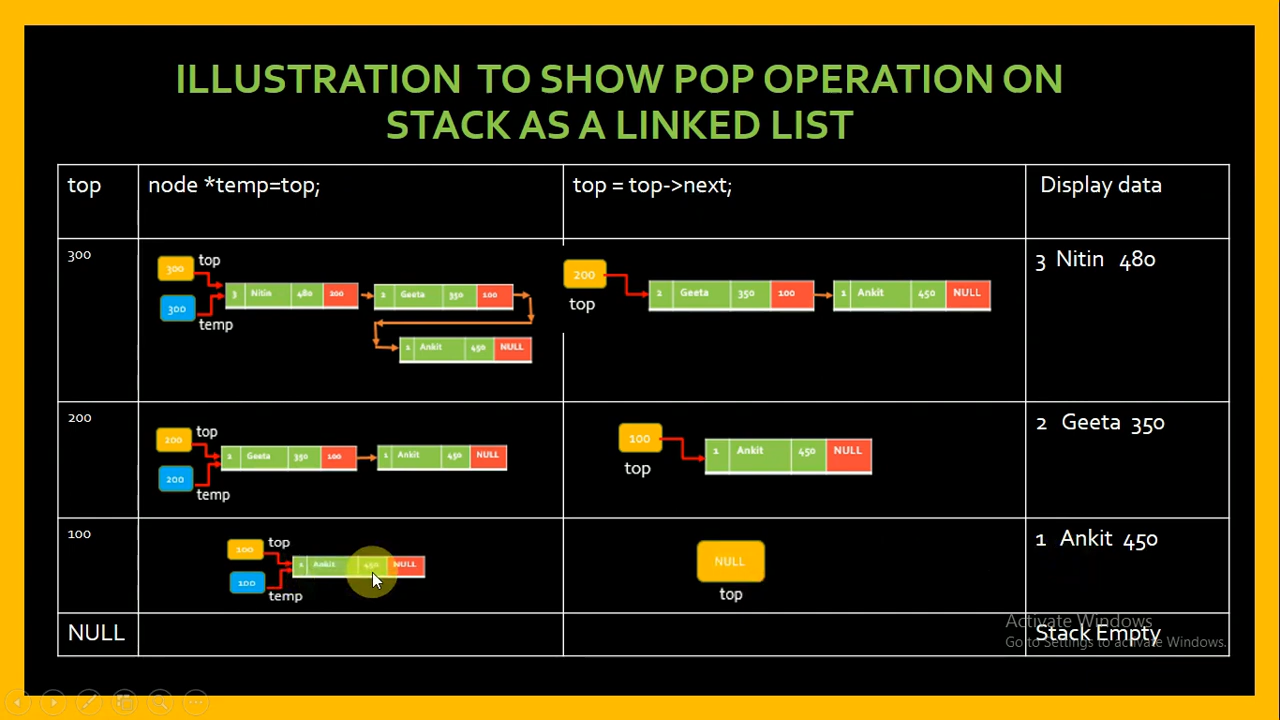 ILLUSTRATION TO SHOW POP OPERATION ON
STACK AS A LINKED LIST
top
node *temp=top;
top = top->next;
Display data
300
300 top
3 Nitin 480 200
2 Geeta 350 100
300 temp
1 Ankit 450 NULL
200
top
2 Geeta 350 100
1 Ankit 450 NULL
3 Nitin 480
200
200 top
2 Geeta 350 100
1 Ankit 450 NULL
200 temp
100
top
1 Ankit 450 NULL
2 Geeta 350
100
100 top
1 Ankit 450 NULL
100 temp
NULL
top
1 Ankit 450
NULL
Stack Empty
Activate Windows
Go to Settings to activate Windows.